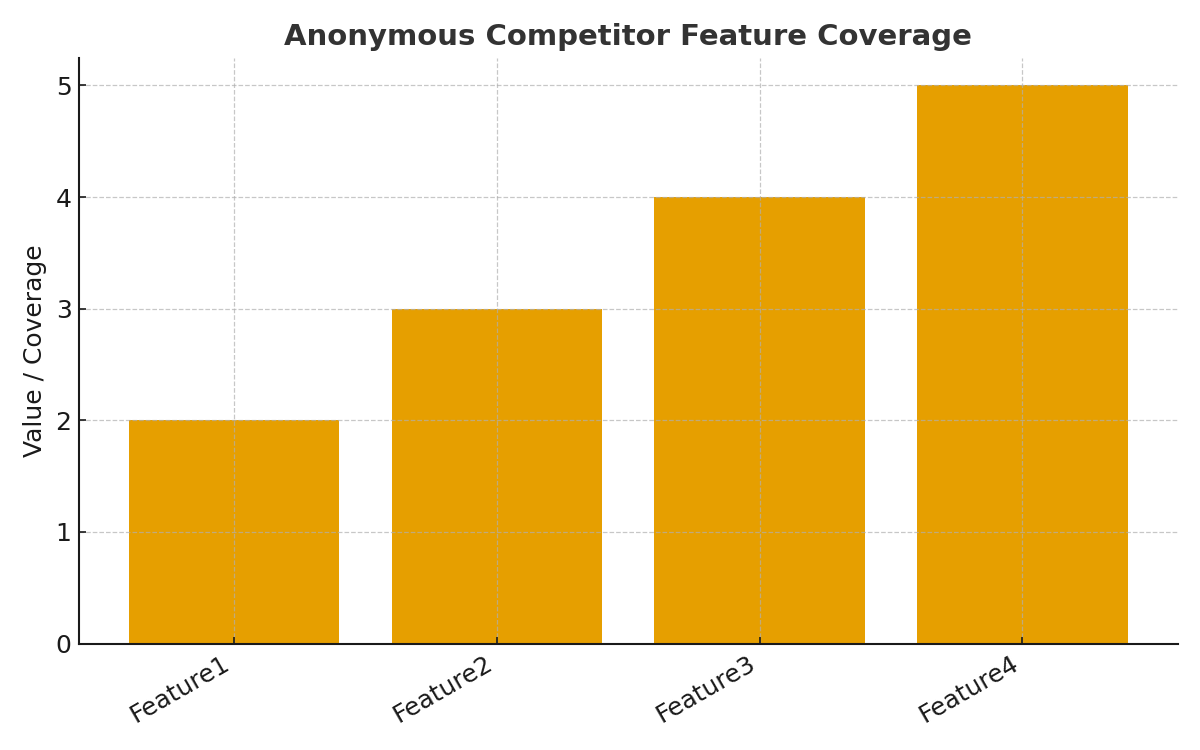 Anonymous Competitor Feature Coverage
Value / Coverage
5
4
3
2
1
0
Feature1
Feature2
Feature3
Feature4